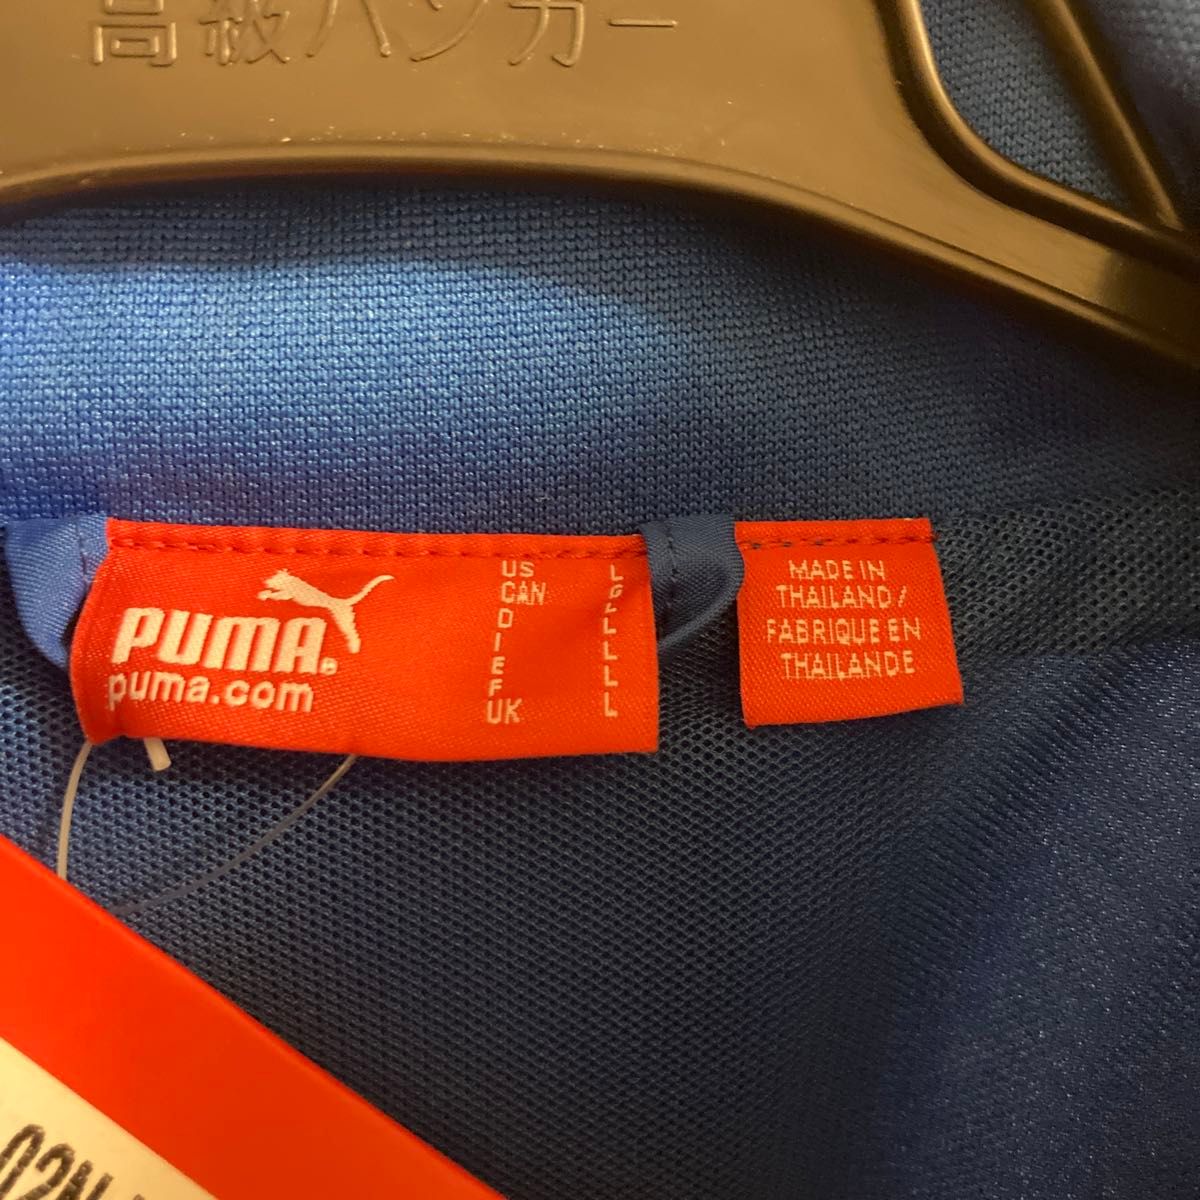 高級ハンガー
PUMA
puma.com
US L
CAN G
D L
I L
E L
F L
UK L
MADE IN
THAILAND /
FABRIQUE EN
THAILANDE